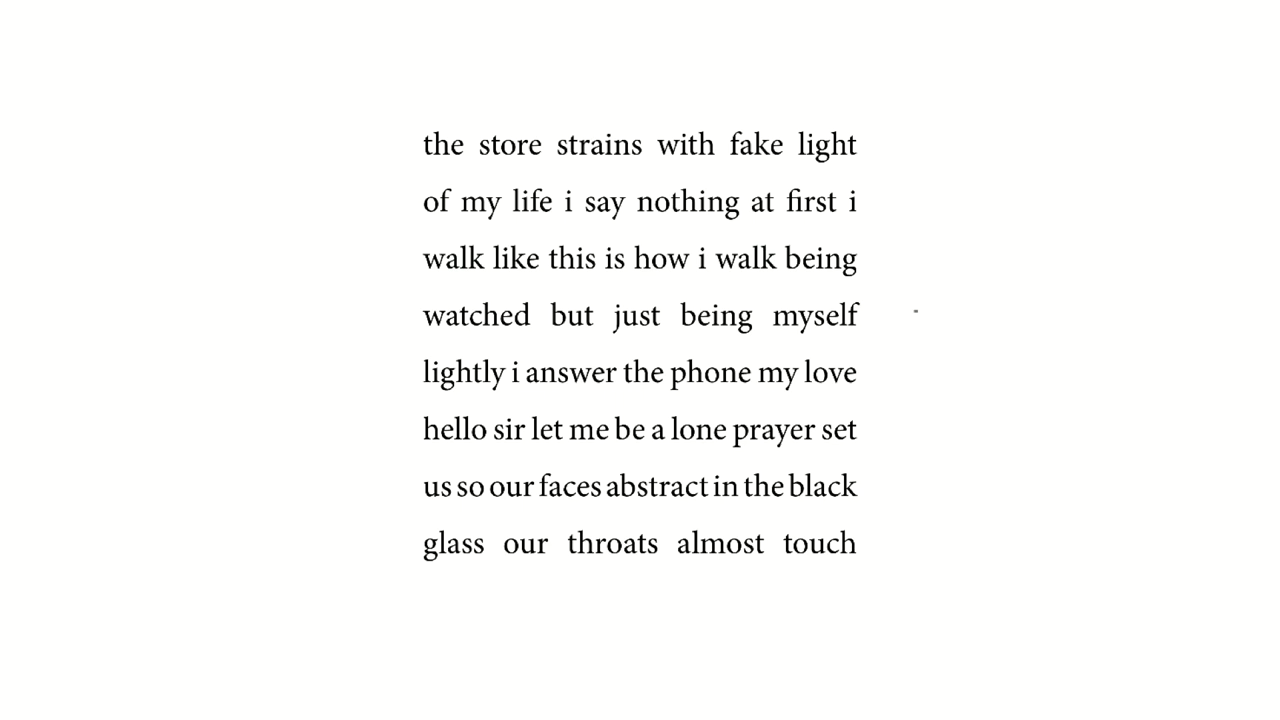 the store strains with fake light
of my life i say nothing at first i
walk like this is how i walk being
watched but just being myself
lightly i answer the phone my love
hello sir let me be a lone prayer set
us so our faces abstract in the black
glass our throats almost touch